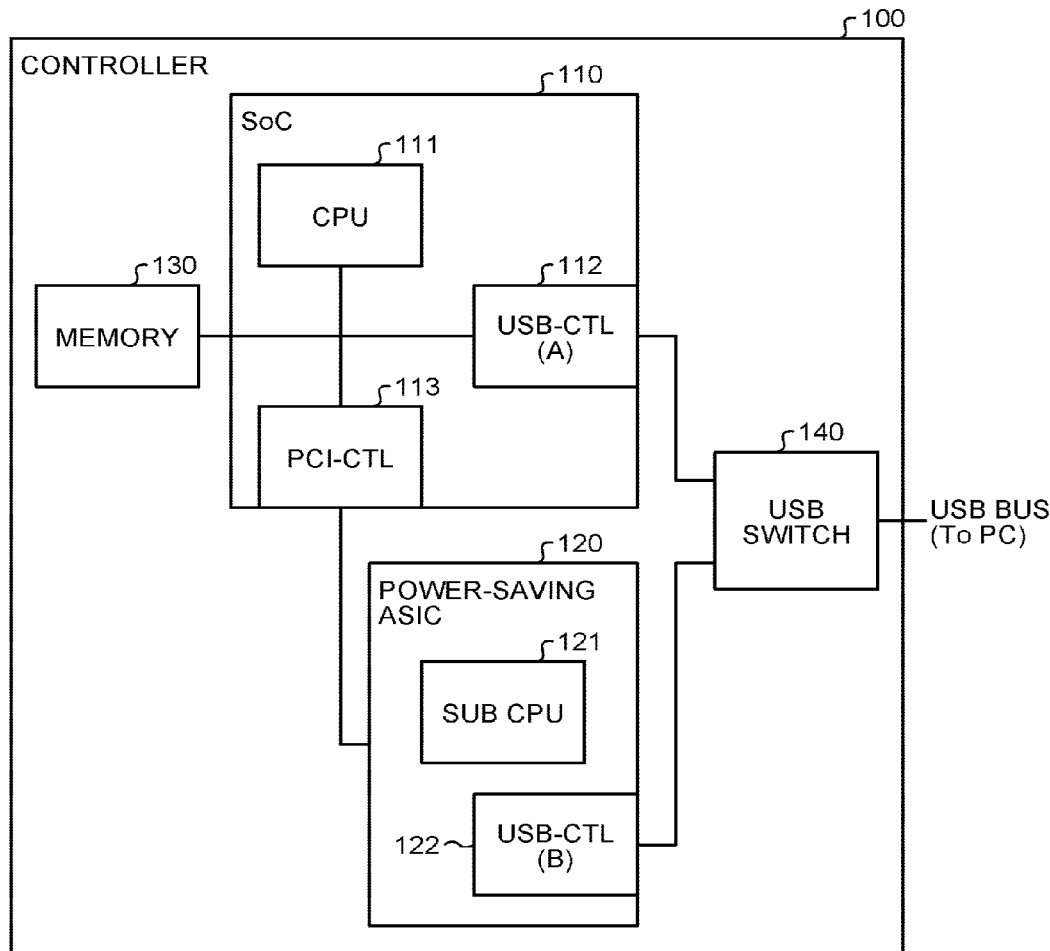 100
CONTROLLER
110
SoC
111
CPU
130
MEMORY
112
USB-CTL
(A)
113
PCI-CTL
140
USB
SWITCH
USB BUS
(To PC)
120
POWER-SAVING
ASIC
121
SUB CPU
122
USB-CTL
(B)